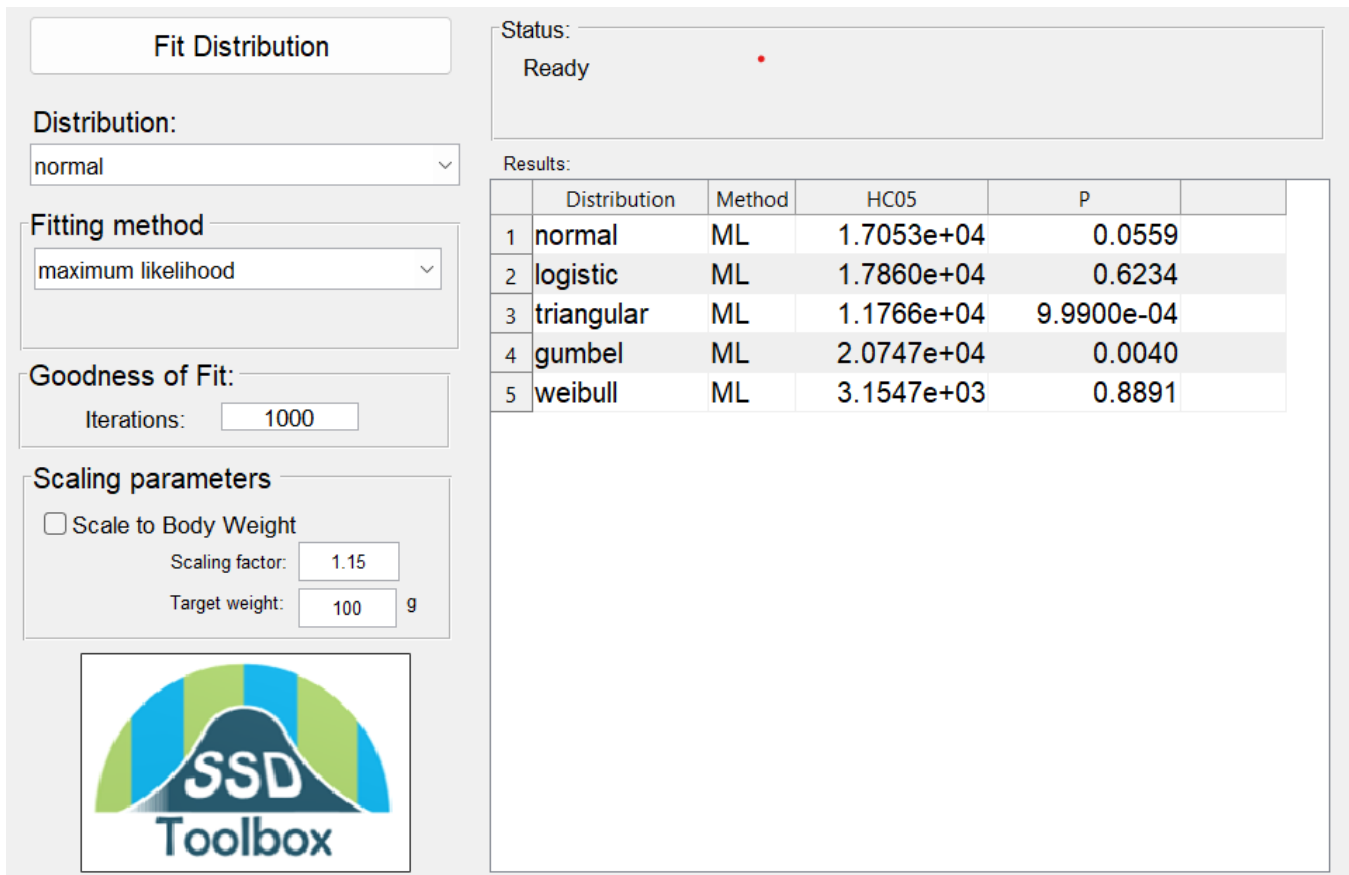 Fit Distribution
Distribution:
normal
Fitting method
maximum likelihood
Goodness of Fit:
Iterations: 1000
Scaling parameters
Scale to Body Weight
Scaling factor: 1.15
Target weight: 100 g
SSD
Toolbox
Status:
Ready
Results:
Distribution Method HC05 P
1 normal ML 1.7053e+04 0.0559
2 logistic ML 1.7860e+04 0.6234
3 triangular ML 1.1766e+04 9.9900e-04
4 gumbel ML 2.0747e+04 0.0040
5 weibull ML 3.1547e+03 0.8891